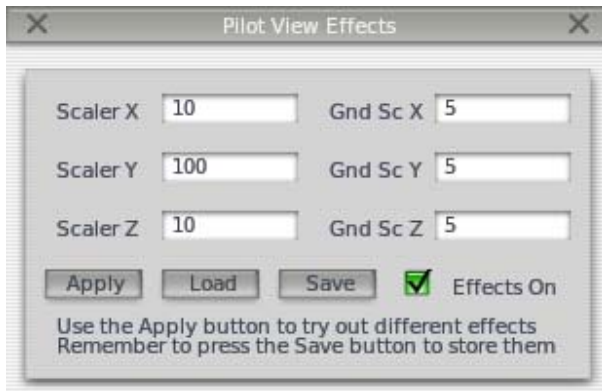 Pilot View Effects
Scaler X 10 Gnd Sc X 5
Scaler Y 100 Gnd Sc Y 5
Scaler Z 10 Gnd Sc Z 5
Apply Load Save Effects On
Use the Apply button to try out different effects
Remember to press the Save button to store them